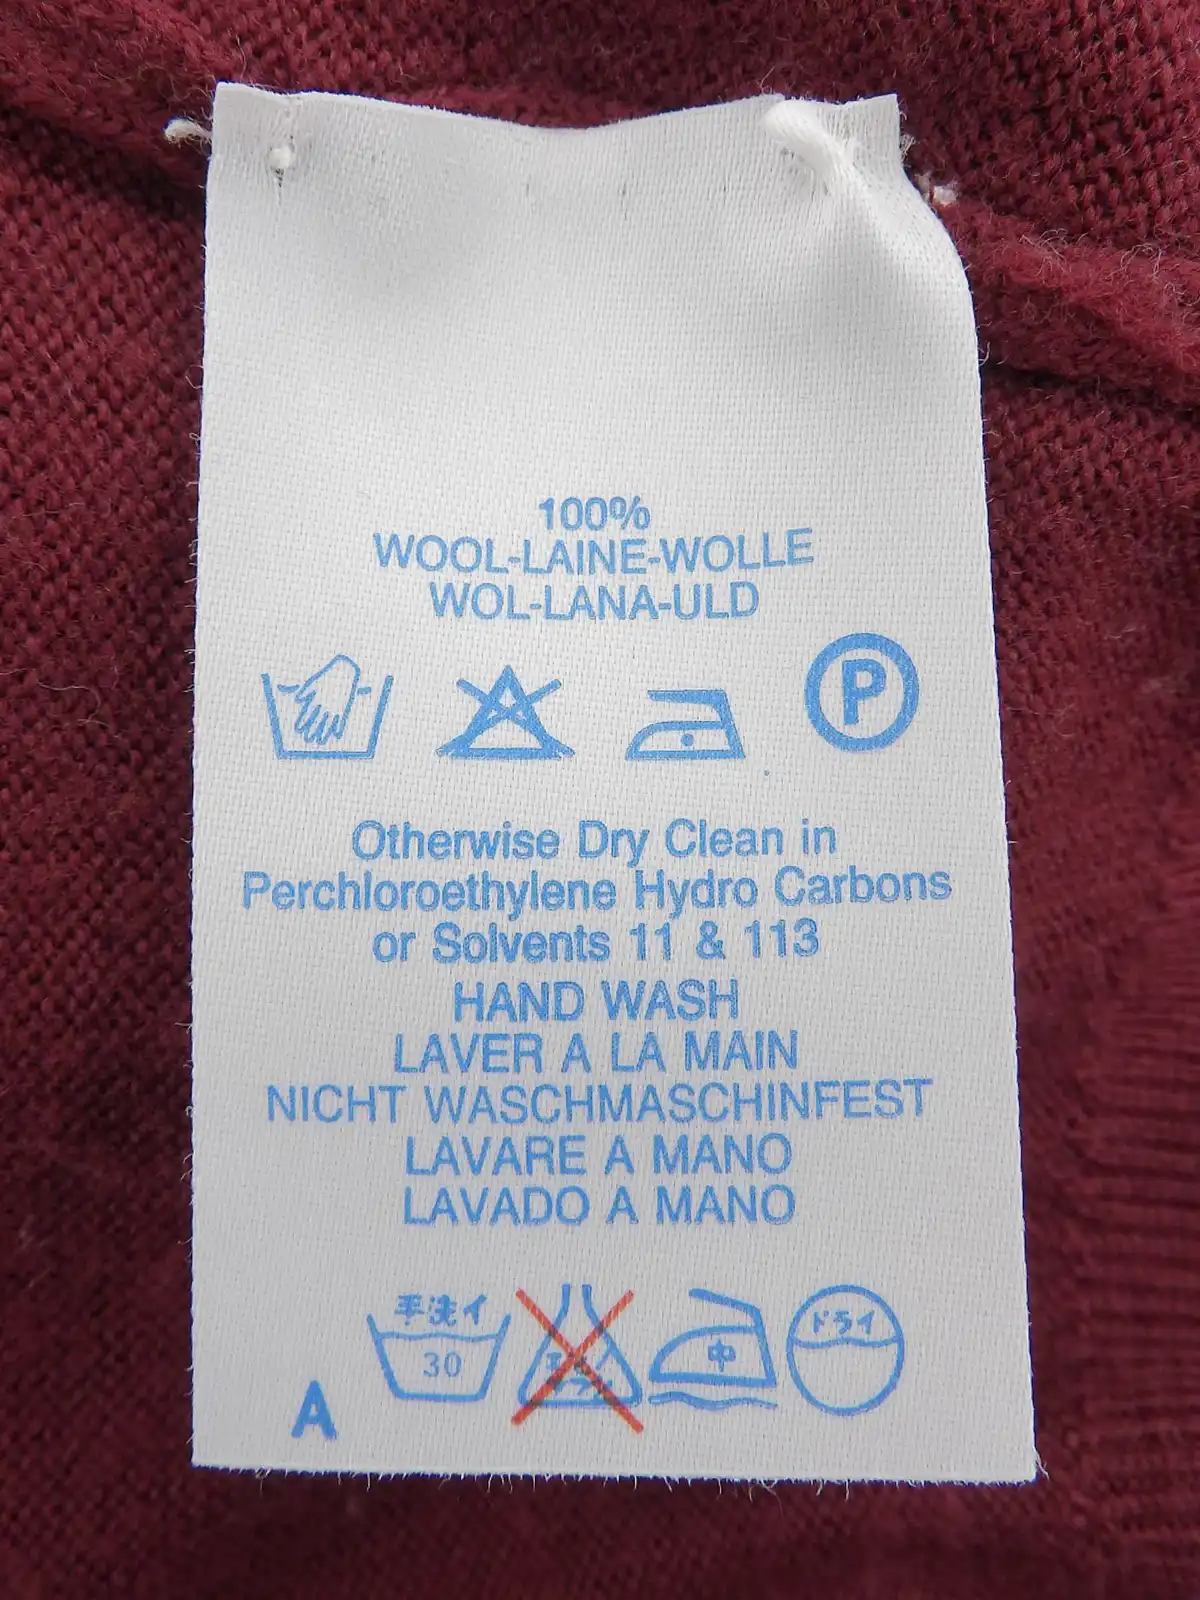 100%
WOOL-LAINE-WOLLE
WOL-LANA-ULD
P
Otherwise Dry Clean in
Perchloroethylene Hydro Carbons
or Solvents 11 & 113
HAND WASH
LAVER A LA MAIN
NICHT WASCHMASCHINFEST
LAVARE A MANO
LAVADO A MANO
手洗イ
30
中
ドライ
A